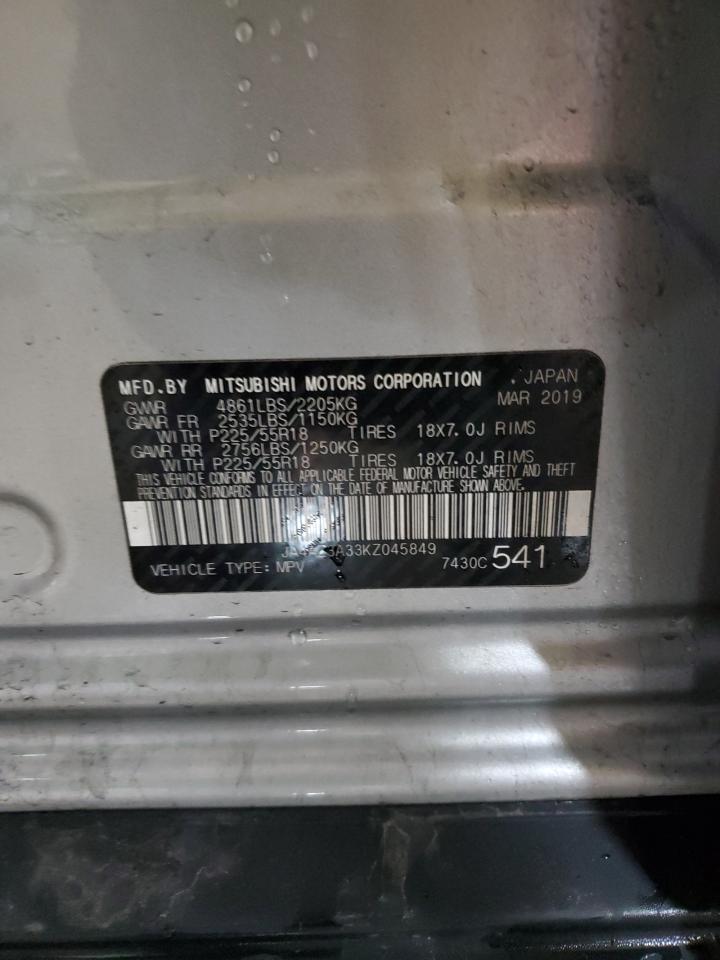 MFD.BY MITSUBISHI MOTORS CORPORATION . JAPAN
GVWR 4861LBS/2205KG MAR 2019
GAWR FR 2535LBS/1150KG
WITH P225/55R18 TIRES 18X7.0J RIMS
GAWR RR 2756LBS/1250KG
WITH P225/55R18 TIRES 18X7.0J RIMS
THIS VEHICLE CONFORMS TO ALL APPLICABLE FEDERAL MOTOR VEHICLE SAFETY AND THEFT
PREVENTION STANDARDS IN EFFECT ON THE DATE OF MANUFACTURE SHOWN ABOVE.
VEHICLE TYPE: MPV 7430C 541